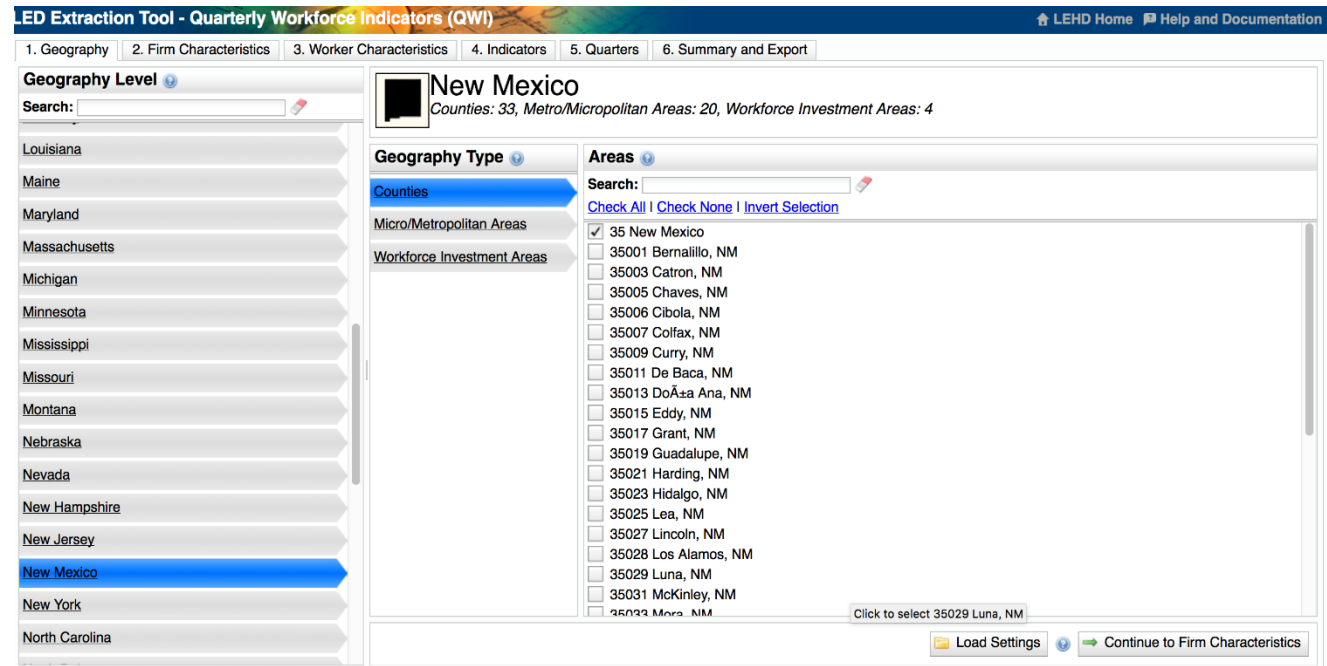 LED Extraction Tool - Quarterly Workforce Indicators (QWI)
LEHD Home Help and Documentation
1. Geography 2. Firm Characteristics 3. Worker Characteristics 4. Indicators 5. Quarters 6. Summary and Export
Geography Level
Search:
Louisiana
Maine
Maryland
Massachusetts
Michigan
Minnesota
Mississippi
Missouri
Montana
Nebraska
Nevada
New Hampshire
New Jersey
New Mexico
New York
North Carolina
New Mexico
Counties: 33, Metro/Micropolitan Areas: 20, Workforce Investment Areas: 4
Geography Type
Counties
Micro/Metropolitan Areas
Workforce Investment Areas
Areas
Search:
Check All | Check None | Invert Selection
35 New Mexico
35001 Bernalillo, NM
35003 Catron, NM
35005 Chaves, NM
35006 Cibola, NM
35007 Colfax, NM
35009 Curry, NM
35011 De Baca, NM
35013 DoÃ±a Ana, NM
35015 Eddy, NM
35017 Grant, NM
35019 Guadalupe, NM
35021 Harding, NM
35023 Hidalgo, NM
35025 Lea, NM
35027 Lincoln, NM
35028 Los Alamos, NM
35029 Luna, NM
35031 McKinley, NM
35033 Mora, NM
Click to select 35029 Luna, NM
Load Settings
Continue to Firm Characteristics